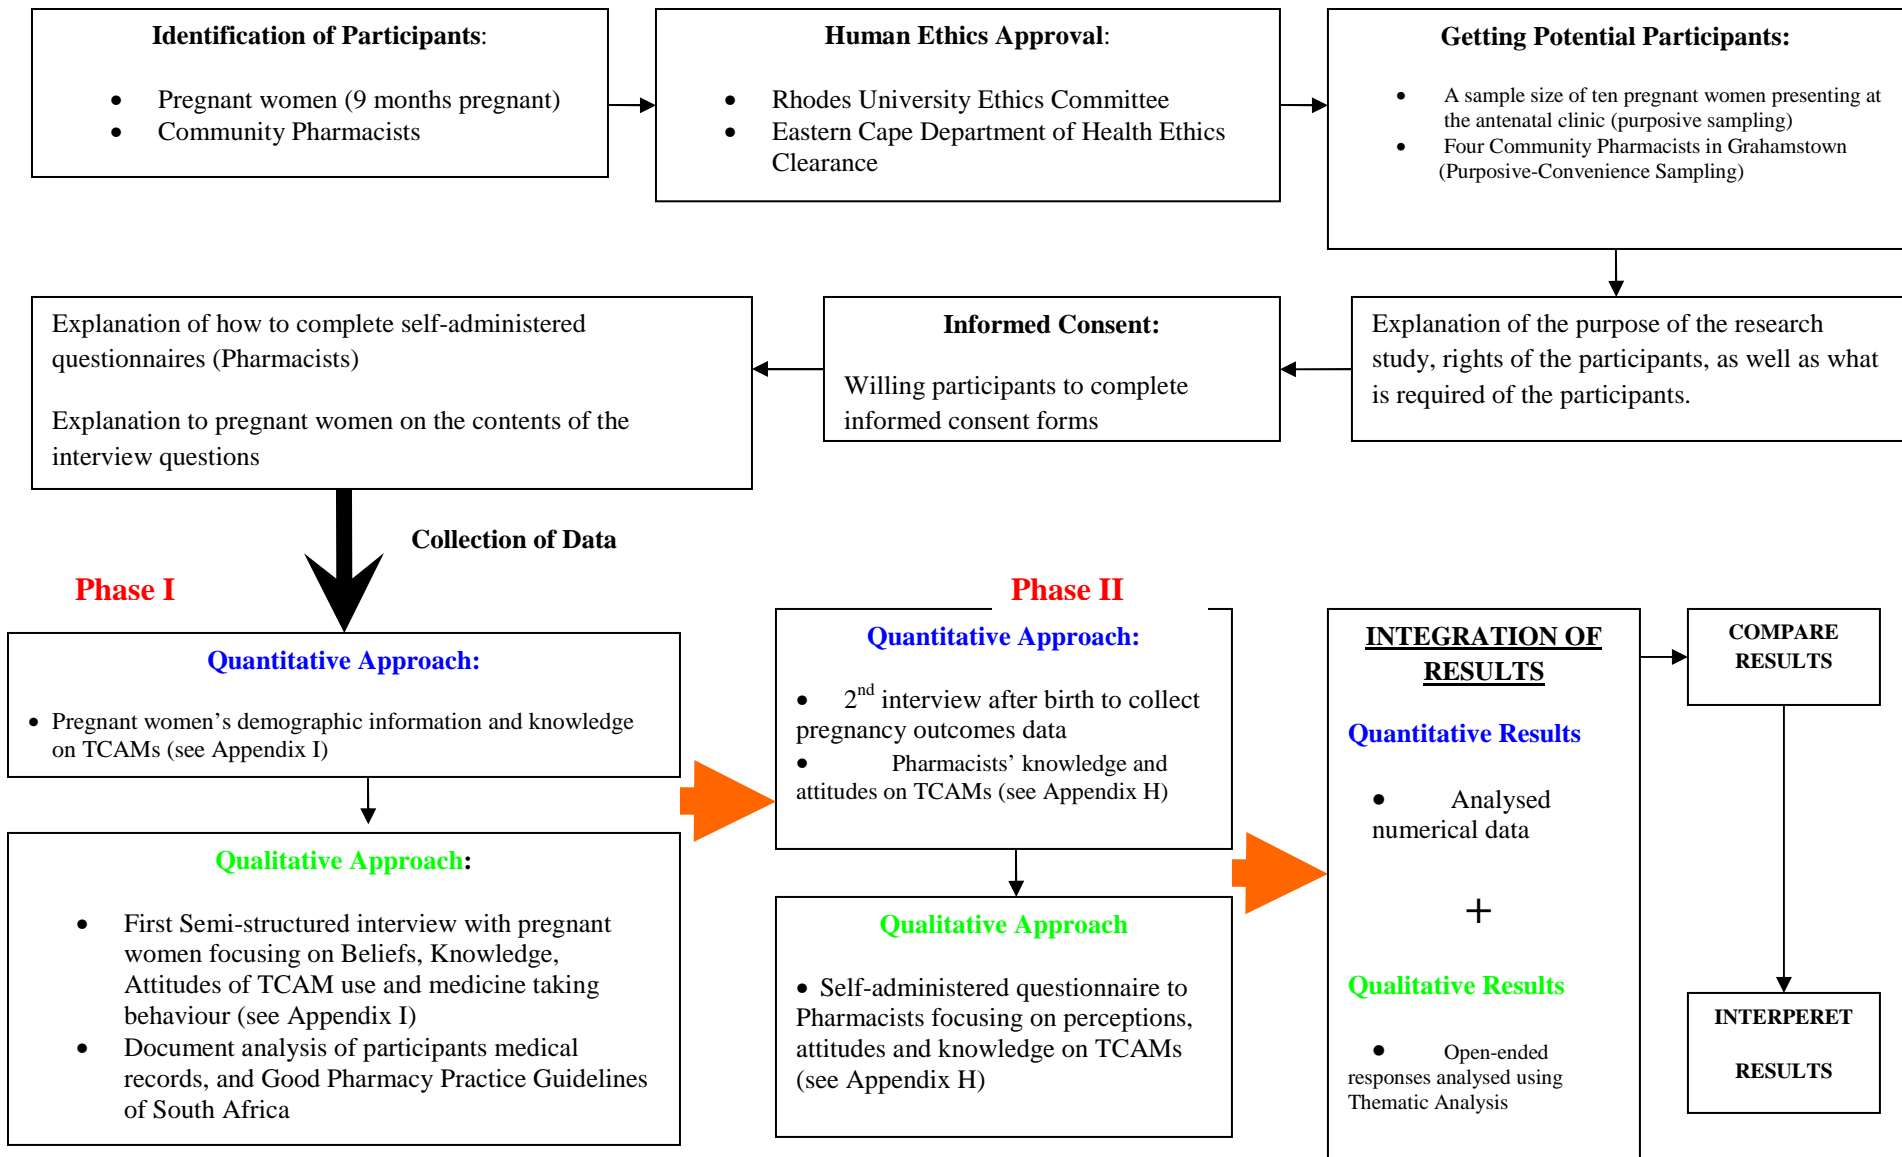 Identification of Participants:
• Pregnant women (9 months pregnant)
• Community Pharmacists
Human Ethics Approval:
• Rhodes University Ethics Committee
• Eastern Cape Department of Health Ethics
Clearance
Getting Potential Participants:
• A sample size of ten pregnant women presenting at
the antenatal clinic (purposive sampling)
• Four Community Pharmacists in Grahamstown
(Purposive-Convenience Sampling)
Explanation of the purpose of the research
study, rights of the participants, as well as what
is required of the participants.
Informed Consent:
Willing participants to complete
informed consent forms
Explanation of how to complete self-administered
questionnaires (Pharmacists)
Explanation to pregnant women on the contents of the
interview questions
Collection of Data
Phase I
Quantitative Approach:
• Pregnant women's demographic information and knowledge
on TCAMs (see Appendix I)
Qualitative Approach:
• First Semi-structured interview with pregnant
women focusing on Beliefs, Knowledge,
Attitudes of TCAM use and medicine taking
behaviour (see Appendix I)
• Document analysis of participants medical
records, and Good Pharmacy Practice Guidelines
of South Africa
Phase II
Quantitative Approach:
• 2nd interview after birth to collect
pregnancy outcomes data
• Pharmacists' knowledge and
attitudes on TCAMs (see Appendix H)
Qualitative Approach
• Self-administered questionnaire to
Pharmacists focusing on perceptions,
attitudes and knowledge on TCAMs
(see Appendix H)
INTEGRATION OF
RESULTS
Quantitative Results
• Analysed
numerical data
+
Qualitative Results
• Open-ended
responses analysed using
Thematic Analysis
COMPARE
RESULTS
INTERPERET
RESULTS